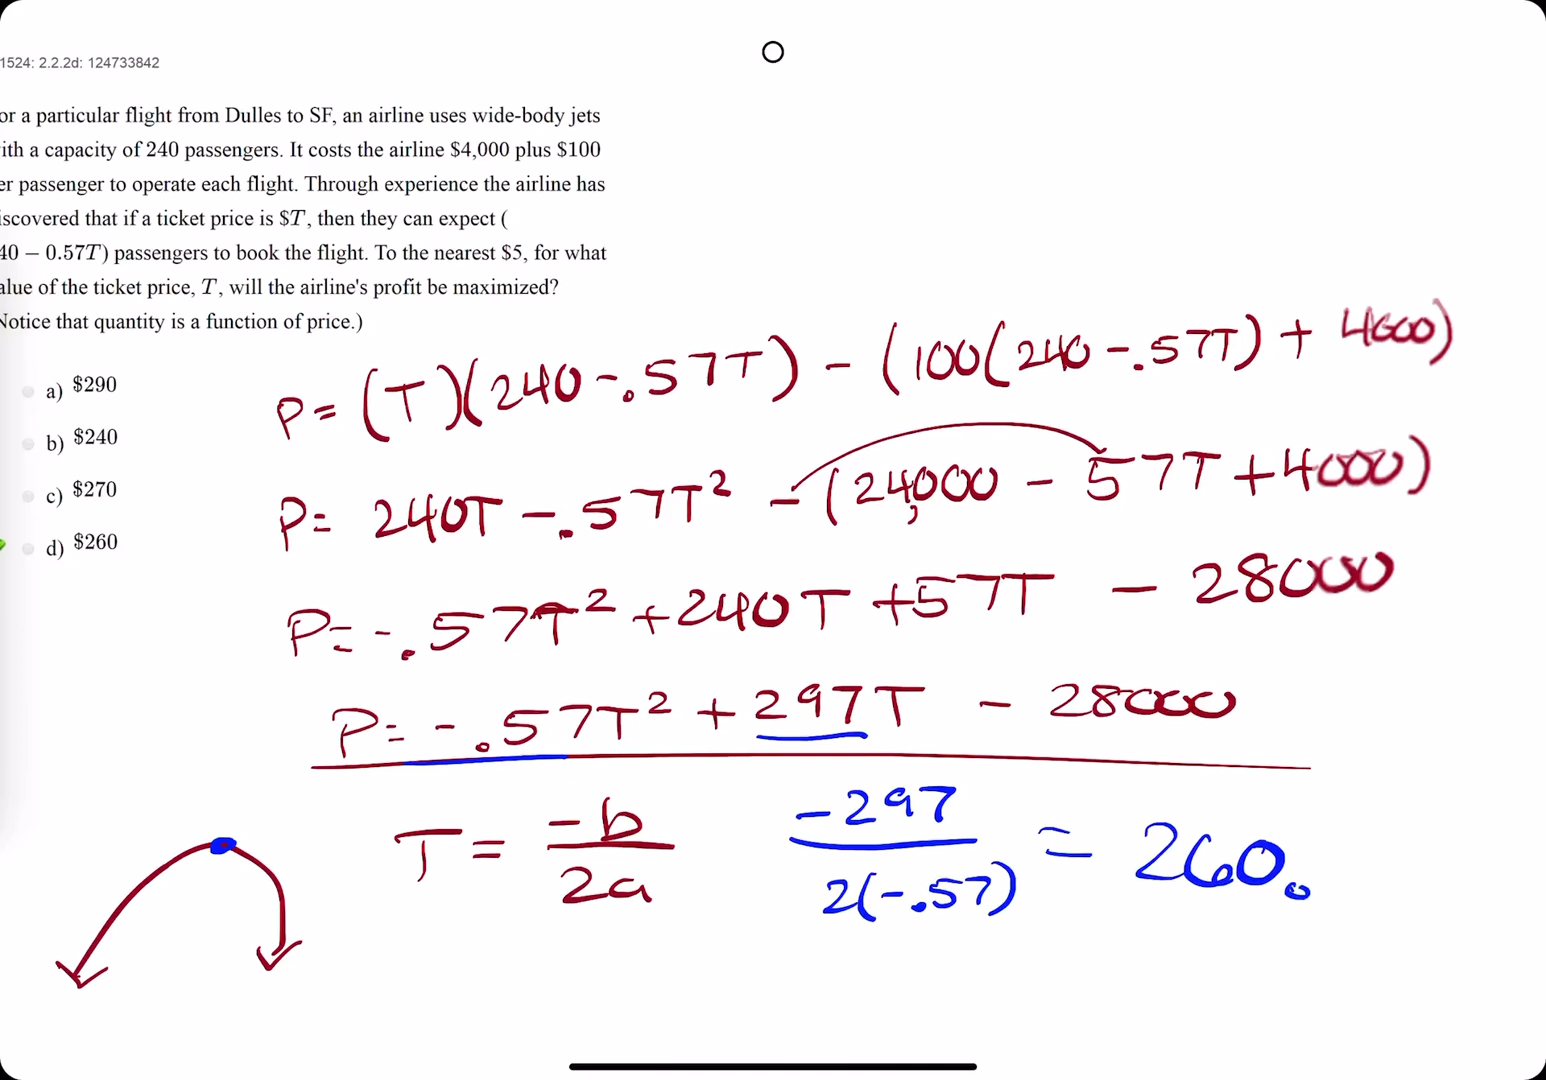 1524: 2.2.2d: 124733842
or a particular flight from Dulles to SF, an airline uses wide-body jets
ith a capacity of 240 passengers. It costs the airline $4,000 plus $100
er passenger to operate each flight. Through experience the airline has
iscovered that if a ticket price is $T, then they can expect (
40 − 0.57T) passengers to book the flight. To the nearest $5, for what
alue of the ticket price, T, will the airline's profit be maximized?
Notice that quantity is a function of price.)
a) $290
b) $240
c) $270
d) $260
P = (T)(240 - .57T) - (100(240 - .57T) + 4000)
P = 240T - .57T² - (24,000 - 57T + 4000)
P = - .57T² + 240T + 57T - 28000
P = - .57T² + 297T - 28000
T = -b/2a -297/2(-.57) = 260.